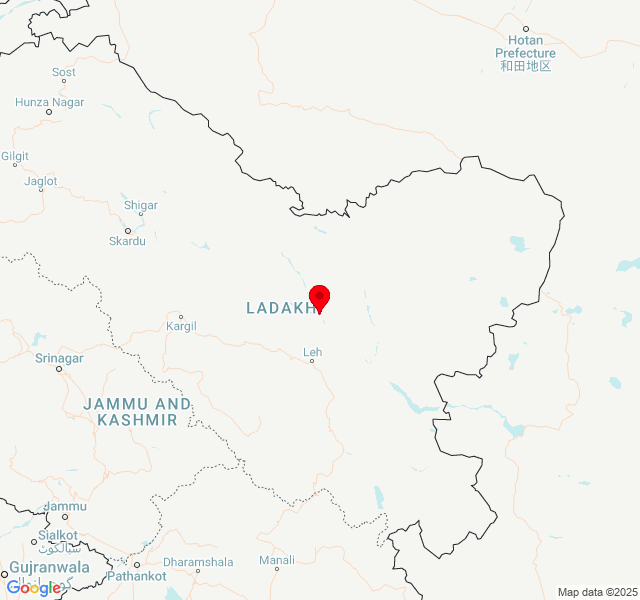 Hotan
Prefecture
和田地区
Sost
Hunza Nagar
Gilgit
Jaglot
Shigar
Skardu
LADAKH
Kargil
Leh
Srinagar
JAMMU AND
KASHMIR
Jammu
Sialkot
سیالکوٹ
Gujranwala
Pathankot
Dharamshala
Manali
Google
Map data ©2025